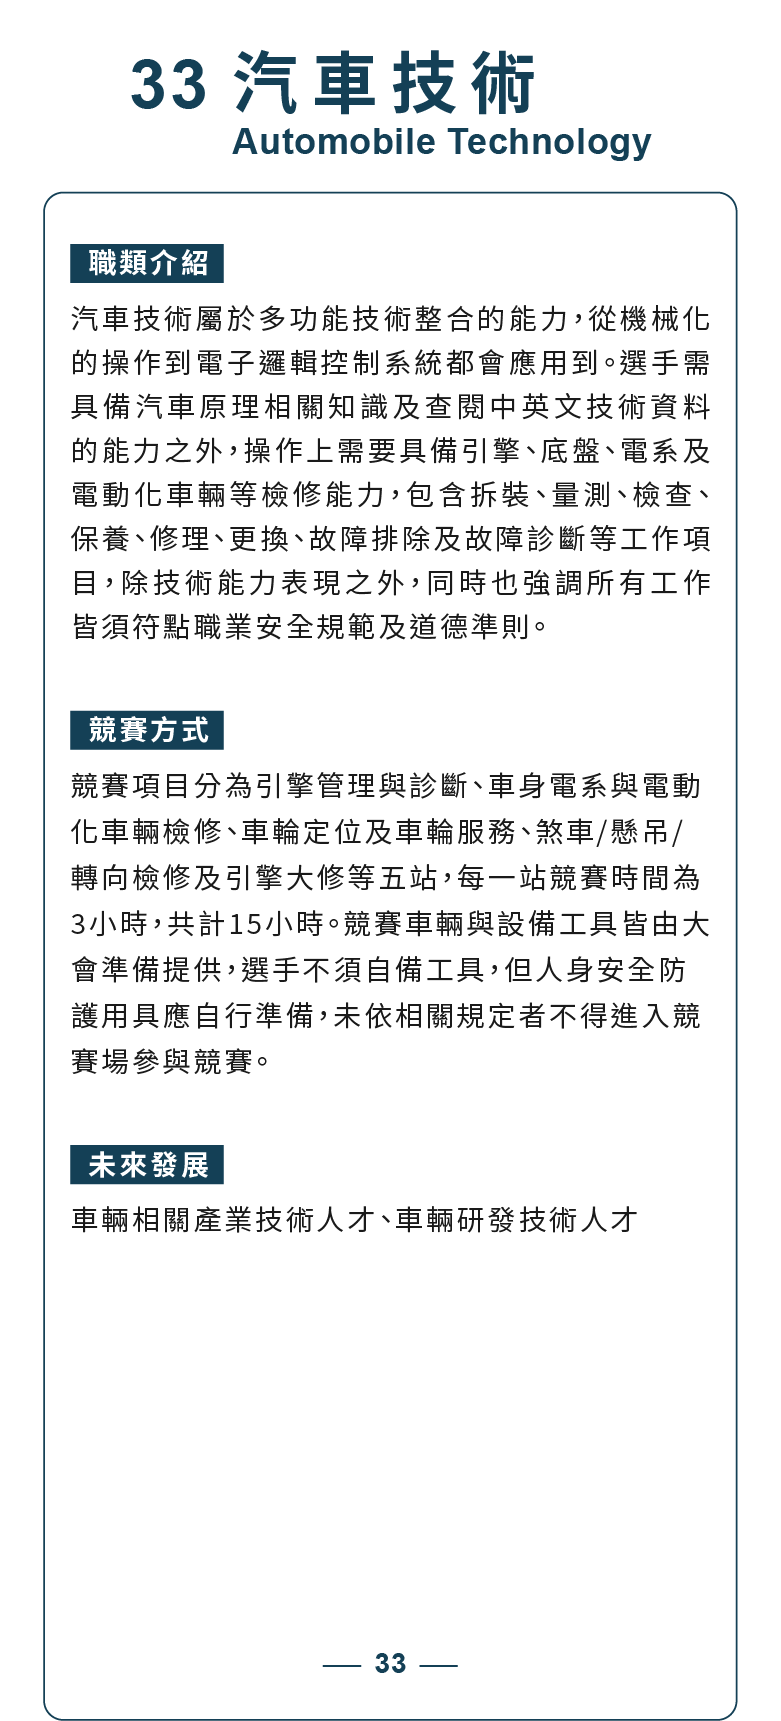 33 汽車技術
Automobile Technology
職類介紹
汽車技術屬於多功能技術整合的能力，從機械化
的操作到電子邏輯控制系統都會應用到。選手需
具備汽車原理相關知識及查閱中英文技術資料
的能力之外，操作上需要具備引擎、底盤、電系及
電動化車輛等檢修能力，包含拆裝、量測、檢查、
保養、修理、更換、故障排除及故障診斷等工作項
目，除技術能力表現之外，同時也強調所有工作
皆須符點職業安全規範及道德準則。
競賽方式
競賽項目分為引擎管理與診斷、車身電系與電動
化車輛檢修、車輪定位及車輪服務、煞車/懸吊/
轉向檢修及引擎大修等五站，每一站競賽時間為
3小時，共計15小時。競賽車輛與設備工具皆由大
會準備提供，選手不須自備工具，但人身安全防
護用具應自行準備，未依相關規定者不得進入競
賽場參與競賽。
未來發展
車輛相關產業技術人才、車輛研發技術人才
33